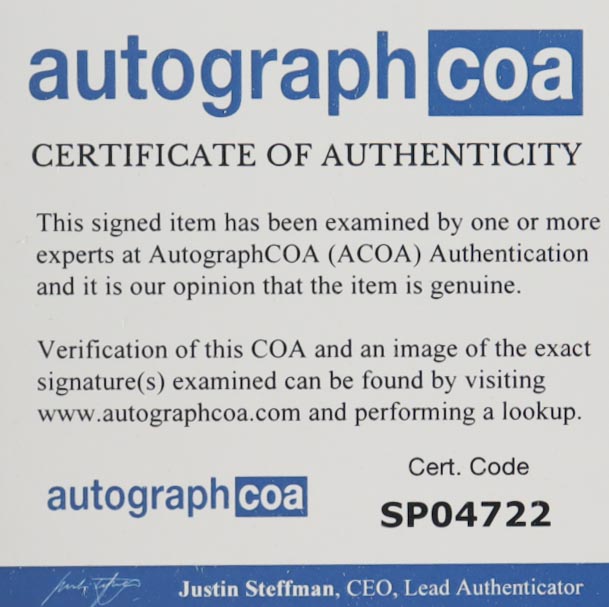 autographcoa
CERTIFICATE OF AUTHENTICITY
This signed item has been examined by one or more
experts at AutographCOA (ACOA) Authentication
and it is our opinion that the item is genuine.
Verification of this COA and an image of the exact
signature(s) examined can be found by visiting
www.autographcoa.com and performing a lookup.
Cert. Code
autographcoa
SP04722
Justin Steffman, CEO, Lead Authenticator